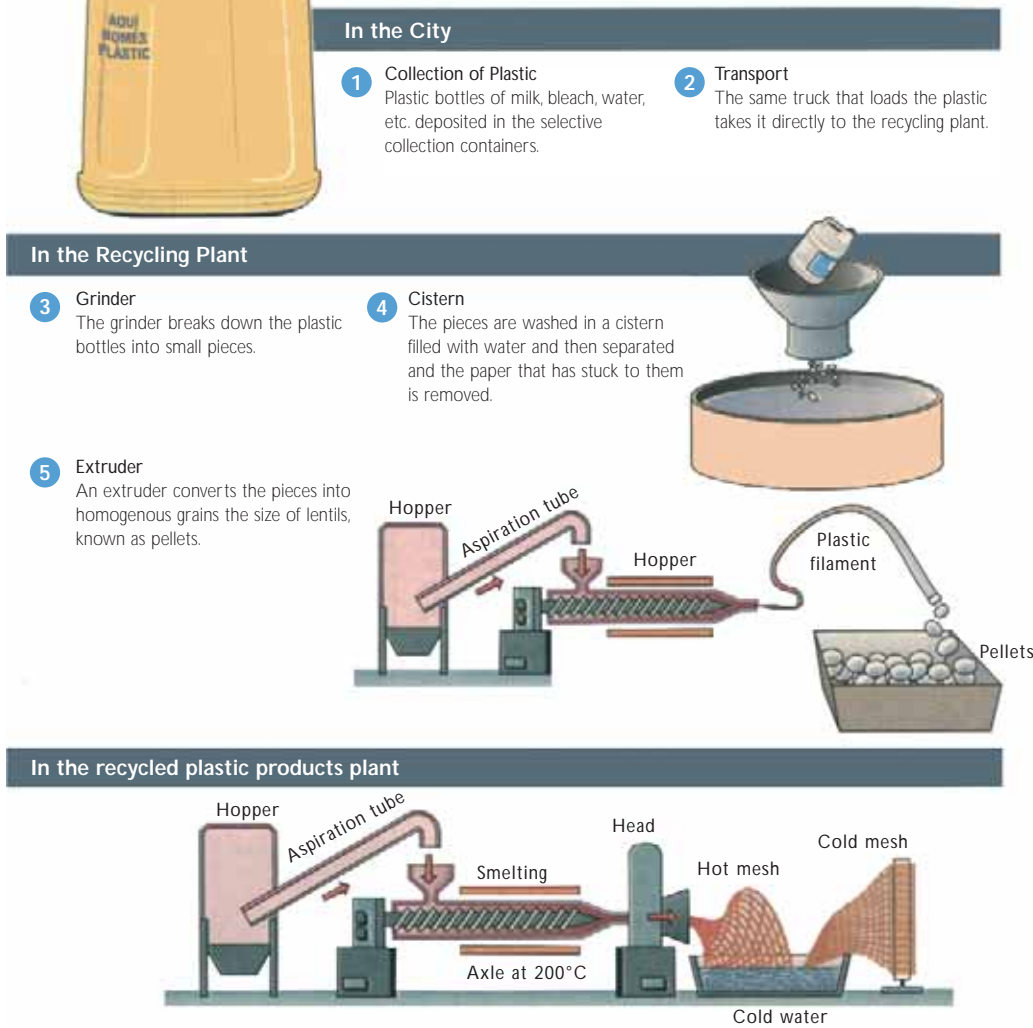 AQUÍ
NOMÉS
PLÀSTIC
In the City
1
Collection of Plastic
Plastic bottles of milk, bleach, water,
etc. deposited in the selective
collection containers.
2
Transport
The same truck that loads the plastic
takes it directly to the recycling plant.
In the Recycling Plant
3
Grinder
The grinder breaks down the plastic
bottles into small pieces.
4
Cistern
The pieces are washed in a cistern
filled with water and then separated
and the paper that has stuck to them
is removed.
5
Extruder
An extruder converts the pieces into
homogenous grains the size of lentils,
known as pellets.
Hopper
Aspiration tube
Hopper
Plastic
filament
Pellets
In the recycled plastic products plant
Hopper
Aspiration tube
Smelting
Axle at 200°C
Head
Hot mesh
Cold mesh
Cold water